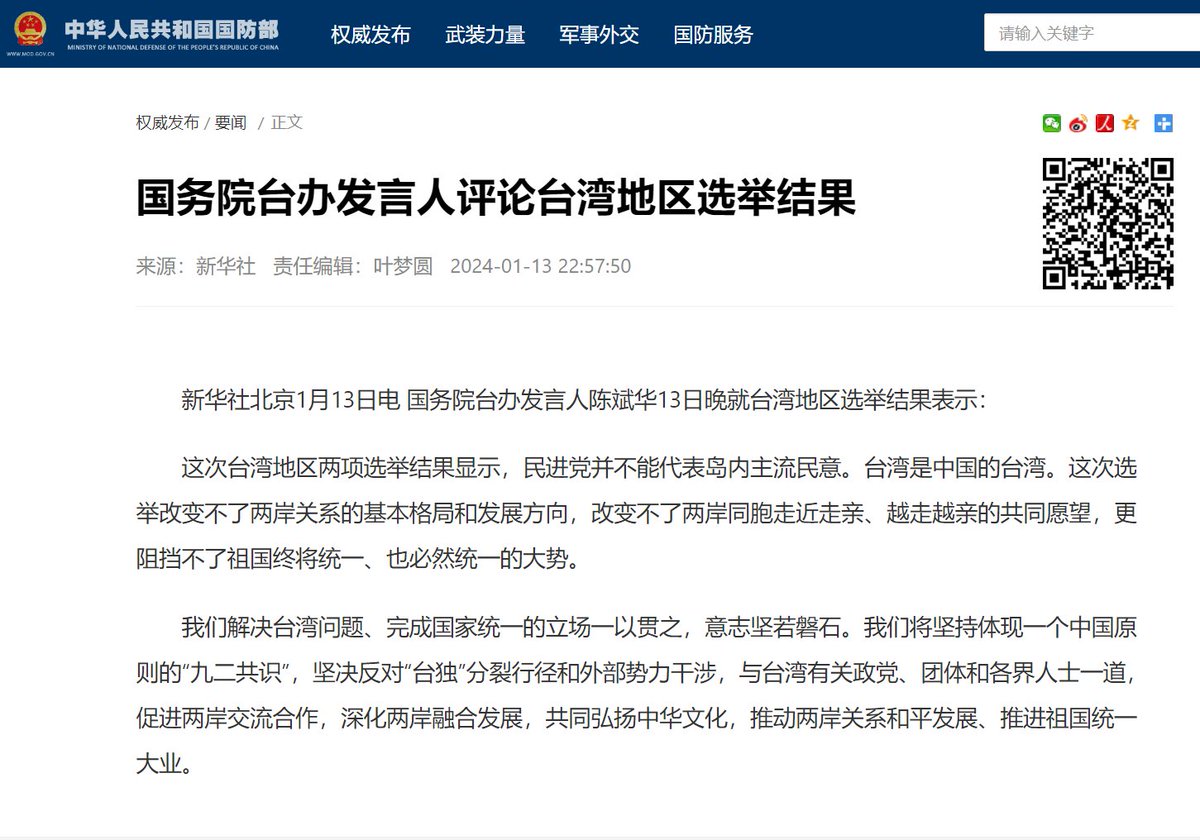 中华人民共和国国防部
MINISTRY OF NATIONAL DEFENSE OF THE PEOPLE'S REPUBLIC OF CHINA
WWW.MOD.GOV.CN
权威发布 武装力量 军事外交 国防服务
请输入关键字
权威发布 / 要闻 / 正文
国务院台办发言人评论台湾地区选举结果
来源：新华社 责任编辑：叶梦圆 2024-01-13 22:57:50
新华社北京1月13日电 国务院台办发言人陈斌华13日晚就台湾地区选举结果表示：
这次台湾地区两项选举结果显示，民进党并不能代表岛内主流民意。台湾是中国的台湾。这次选
举改变不了两岸关系的基本格局和发展方向，改变不了两岸同胞走近走亲、越走越亲的共同愿望，更
阻挡不了祖国终将统一、也必然统一的大势。
我们解决台湾问题、完成国家统一的立场一以贯之，意志坚若磐石。我们将坚持体现一个中国原
则的“九二共识”，坚决反对“台独”分裂行径和外部势力干涉，与台湾有关政党、团体和各界人士一道，
促进两岸交流合作，深化两岸融合发展，共同弘扬中华文化，推动两岸关系和平发展、推进祖国统一
大业。